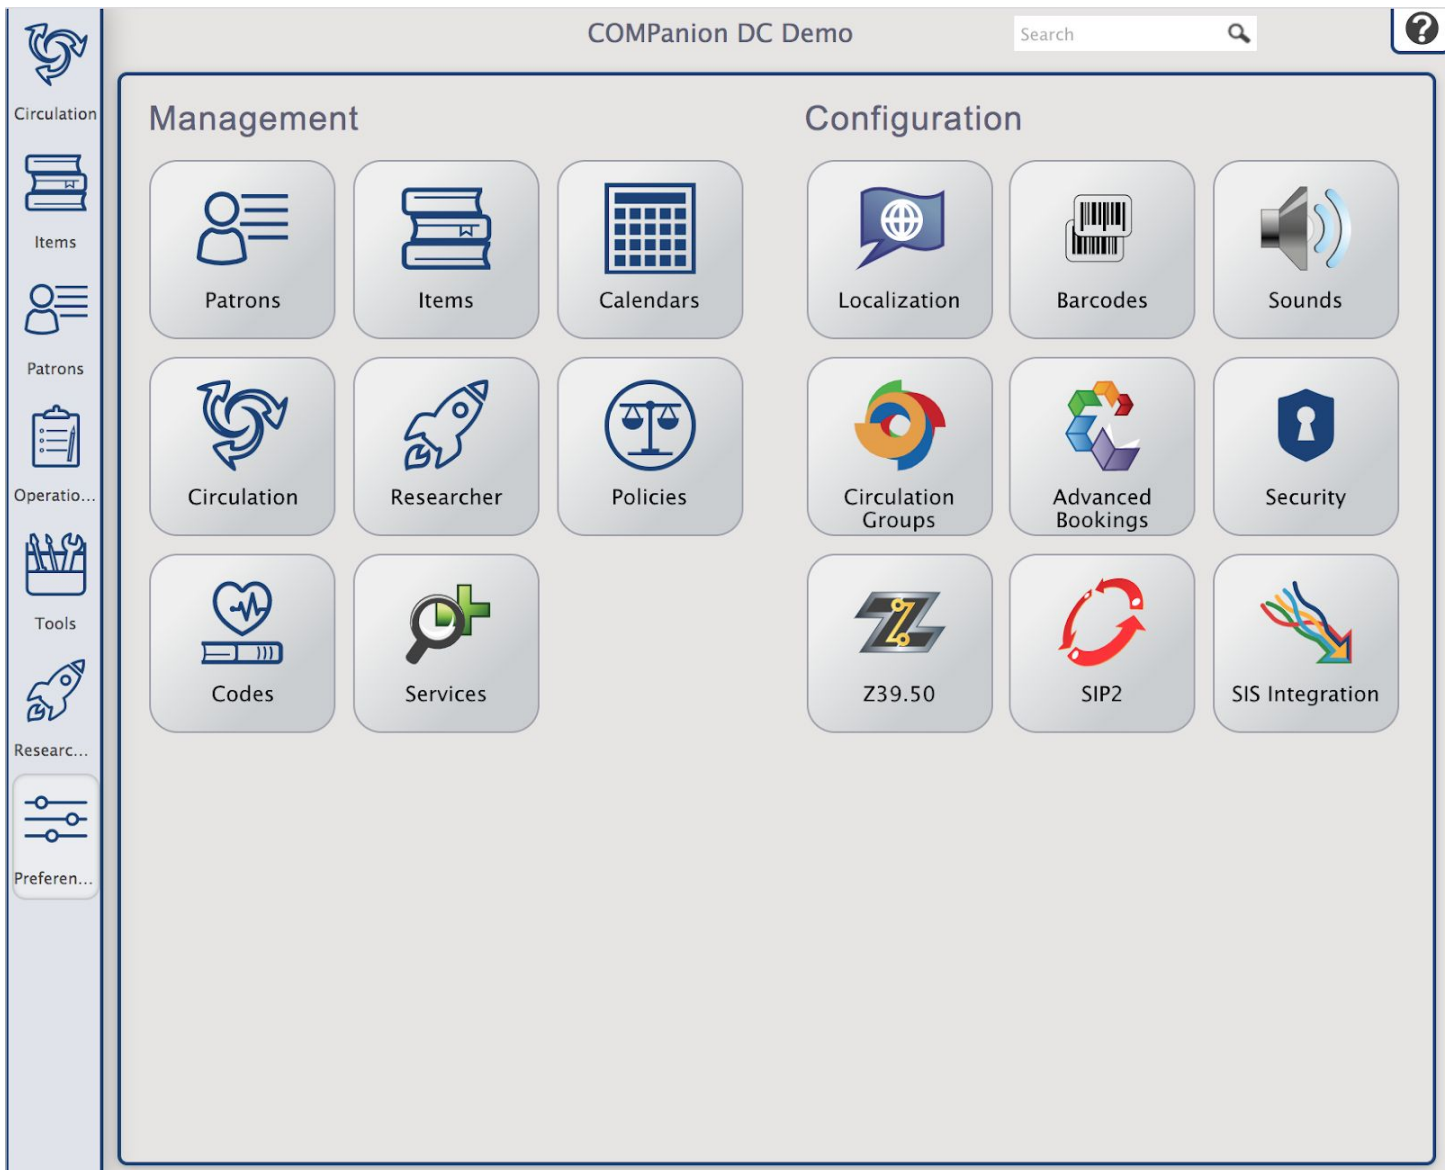 COMPanion DC Demo
Search
Circulation
Items
Patrons
Operatio...
Tools
Researc...
Preferen...
Management
Patrons
Items
Calendars
Circulation
Researcher
Policies
Codes
Services
Configuration
Localization
Barcodes
Sounds
Circulation
Groups
Advanced
Bookings
Security
Z39.50
SIP2
SIS Integration